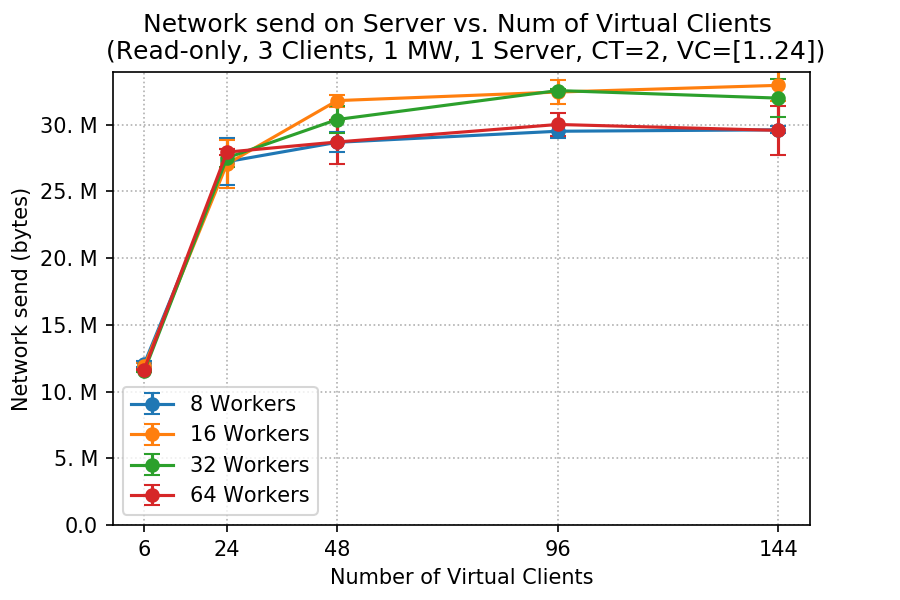 Network send on Server vs. Num of Virtual Clients
(Read-only, 3 Clients, 1 MW, 1 Server, CT=2, VC=[1..24])
Network send (bytes)
30. M
25. M
20. M
15. M
10. M
5. M
0.0
8 Workers
16 Workers
32 Workers
64 Workers
6 24 48 96 144
Number of Virtual Clients